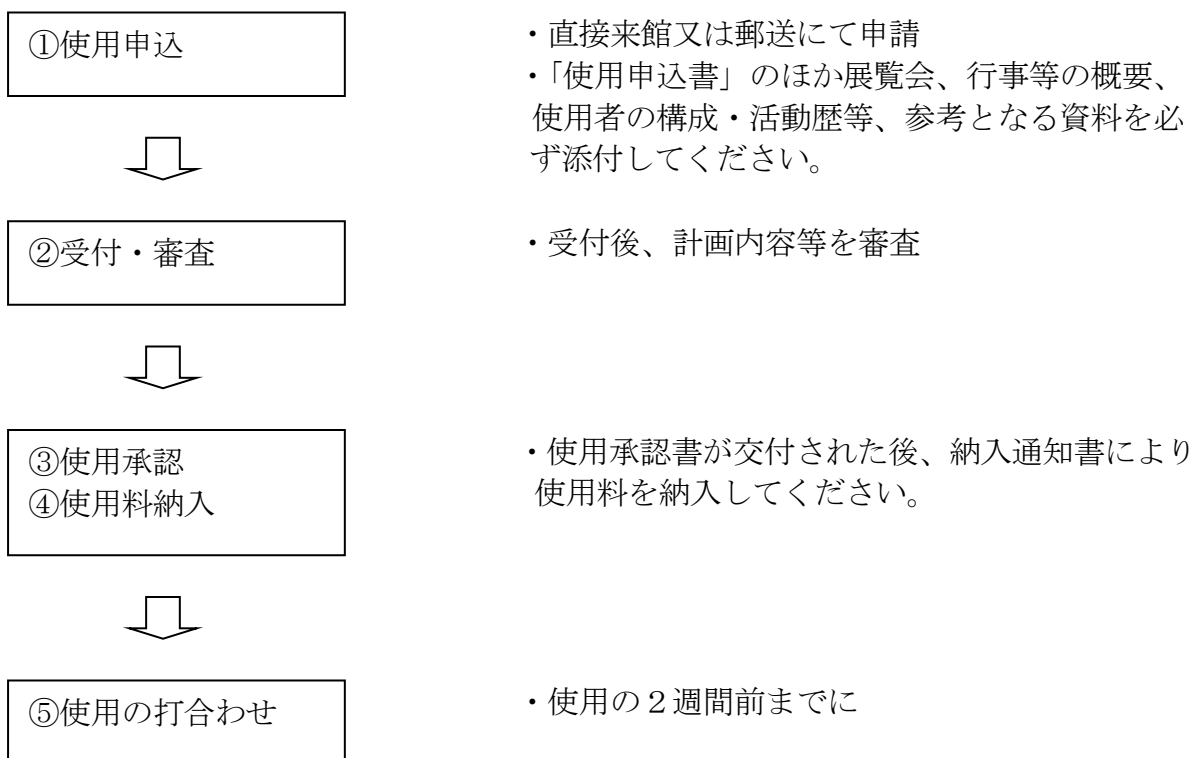 ①使用申込
・直接来館又は郵送にて申請
・「使用申込書」のほか展覧会、行事等の概要、
使用者の構成・活動歴等、参考となる資料を必
ず添付してください。
②受付・審査
・受付後、計画内容等を審査
③使用承認
④使用料納入
・使用承認書が交付された後、納入通知書により
使用料を納入してください。
⑤使用の打合わせ
・使用の２週間前までに